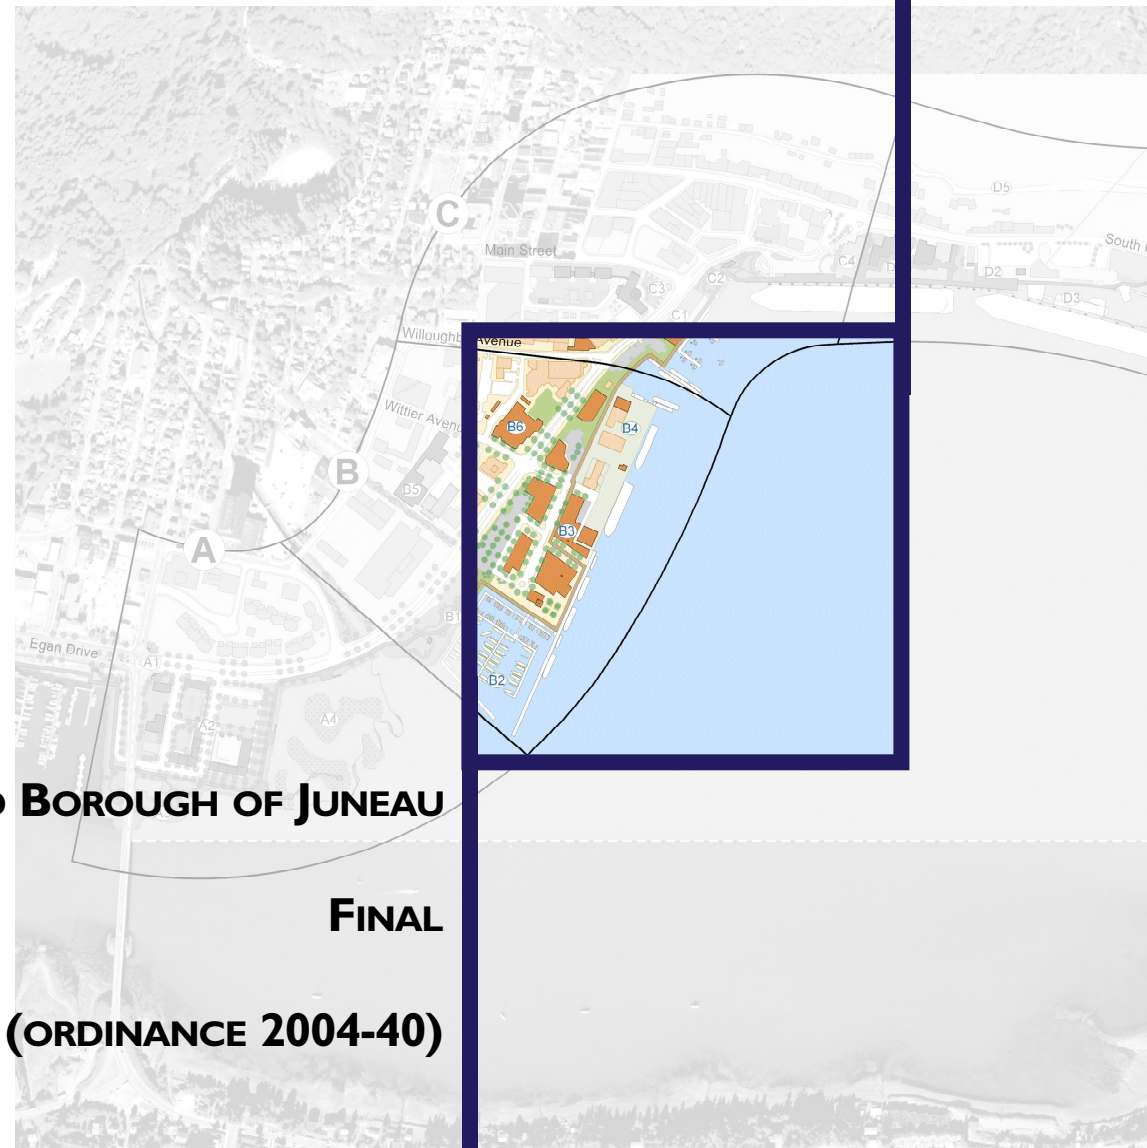 C
D5
Main Street
South
C4
C2
D2
C3
D3
C1
Willoughb
Avenue
Wittier Avenu
B6
B4
B
B5
B3
A
B1
Egan Drive
A1
B2
A4
A2
BOROUGH OF JUNEAU
FINAL
(ORDINANCE 2004-40)